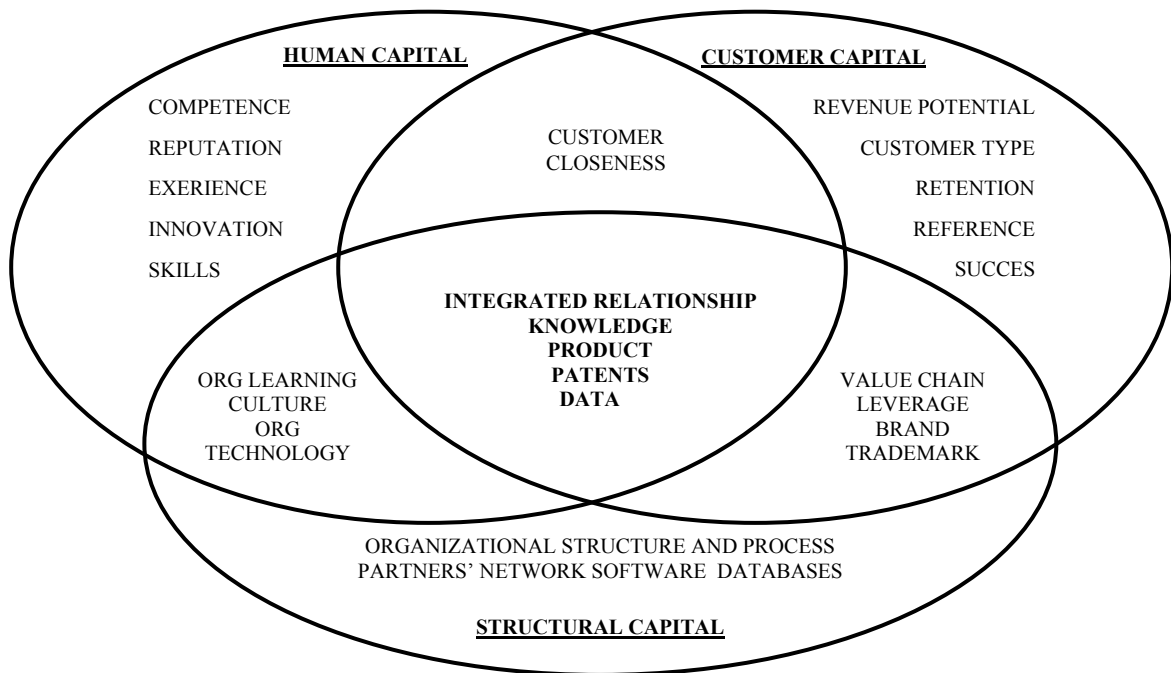 HUMAN CAPITAL
COMPETENCE
REPUTATION
EXERIENCE
INNOVATION
SKILLS
CUSTOMER
CLOSENESS
CUSTOMER CAPITAL
REVENUE POTENTIAL
CUSTOMER TYPE
RETENTION
REFERENCE
SUCCES
INTEGRATED RELATIONSHIP
KNOWLEDGE
PRODUCT
PATENTS
DATA
ORG LEARNING
CULTURE
ORG
TECHNOLOGY
VALUE CHAIN
LEVERAGE
BRAND
TRADEMARK
ORGANIZATIONAL STRUCTURE AND PROCESS
PARTNERS’ NETWORK SOFTWARE DATABASES
STRUCTURAL CAPITAL